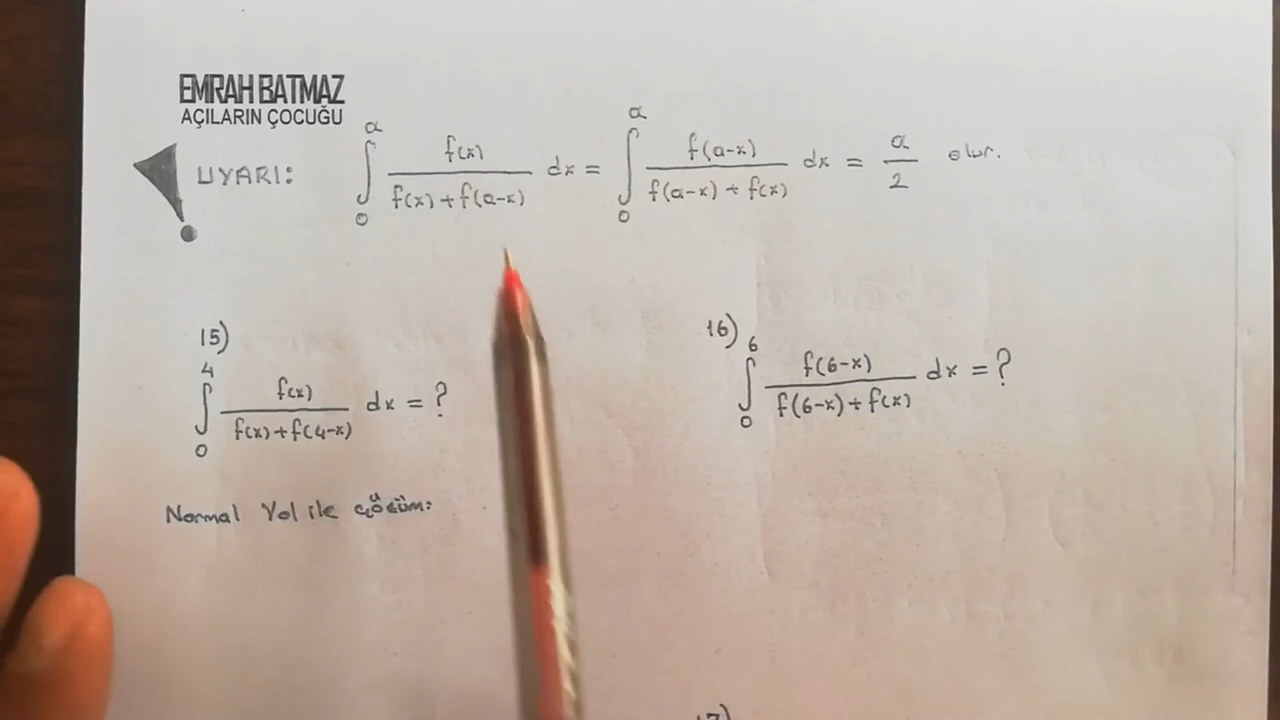 EMRAH BATMAZ
AÇILARIN ÇOCUĞU
UYARI: ∫₀ᵃ f(x) / (f(x)+f(a-x)) dx = ∫₀ᵃ f(a-x) / (f(a-x)+f(x)) dx = a/2 olur.
15)
∫₀⁴ f(x) / (f(x)+f(4-x)) dx = ?
16)
∫₀⁶ f(6-x) / (f(6-x)+f(x)) dx = ?
Normal Yol ile çözüm: